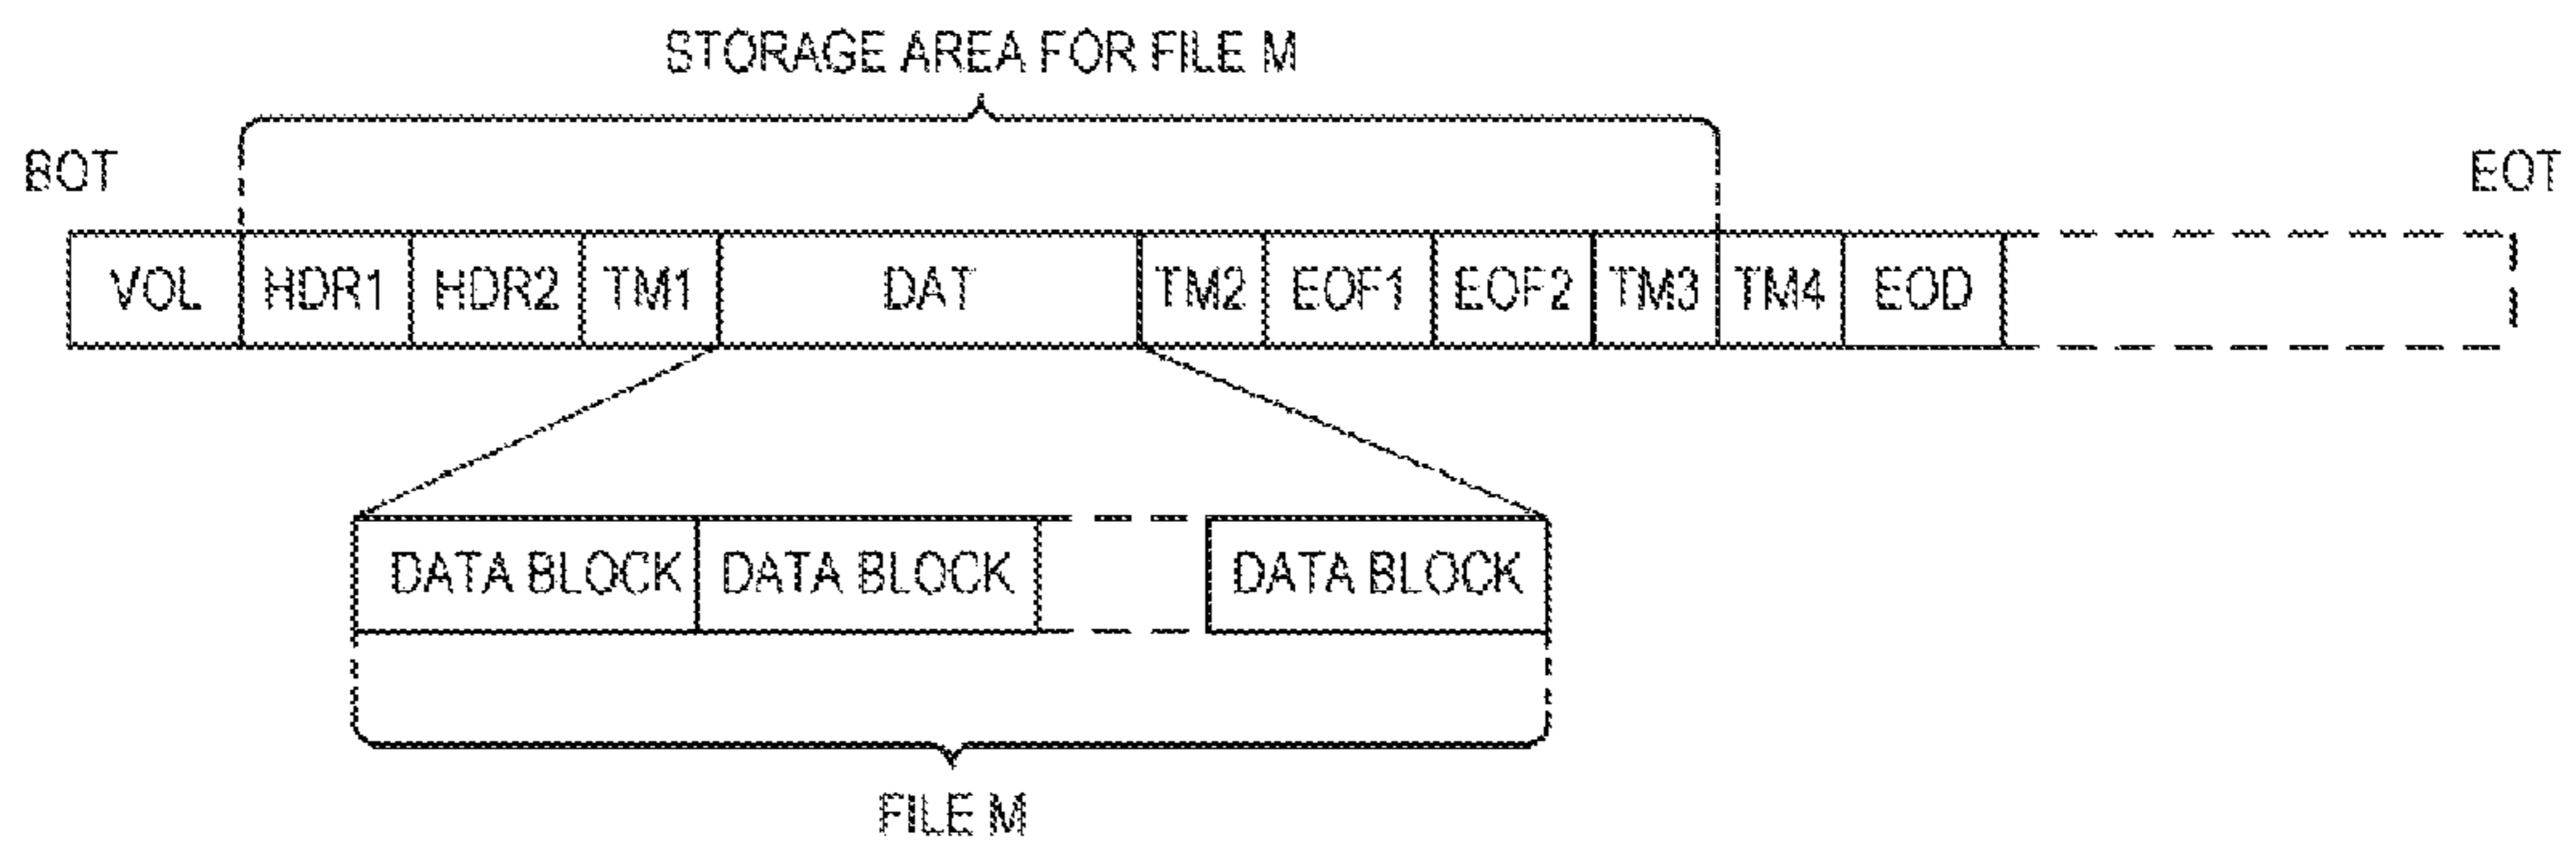 STORAGE AREA FOR FILE M
BOT EOT
VOL HDR1 HDR2 TM1 DAT TM2 EOF1 EOF2 TM3 TM4 EOD
DATA BLOCK DATA BLOCK DATA BLOCK
FILE M